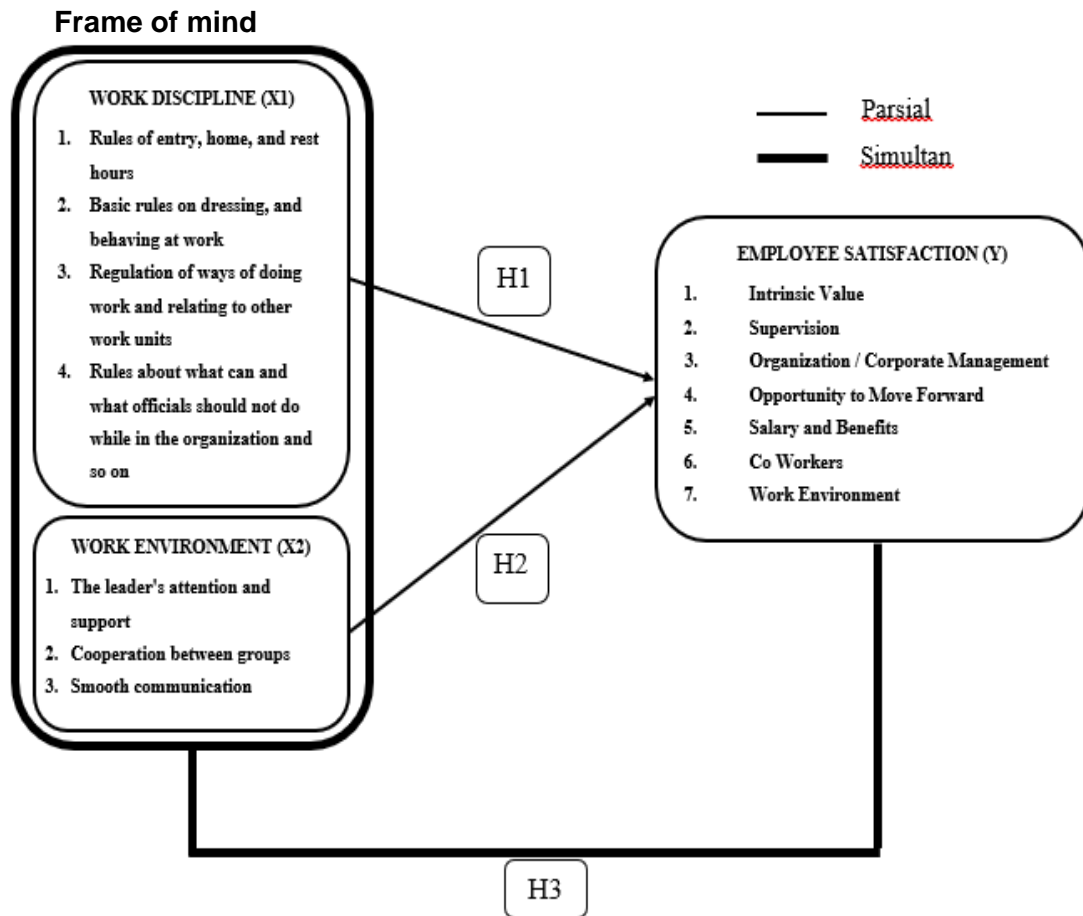 Frame of mind
WORK DISCIPLINE (X1)
1. Rules of entry, home, and rest
hours
2. Basic rules on dressing, and
behaving at work
3. Regulation of ways of doing
work and relating to other
work units
4. Rules about what can and
what officials should not do
while in the organization and
so on
WORK ENVIRONMENT (X2)
1. The leader's attention and
support
2. Cooperation between groups
3. Smooth communication
H1
H2
H3
Parsial
Simultan
EMPLOYEE SATISFACTION (Y)
1. Intrinsic Value
2. Supervision
3. Organization / Corporate Management
4. Opportunity to Move Forward
5. Salary and Benefits
6. Co Workers
7. Work Environment